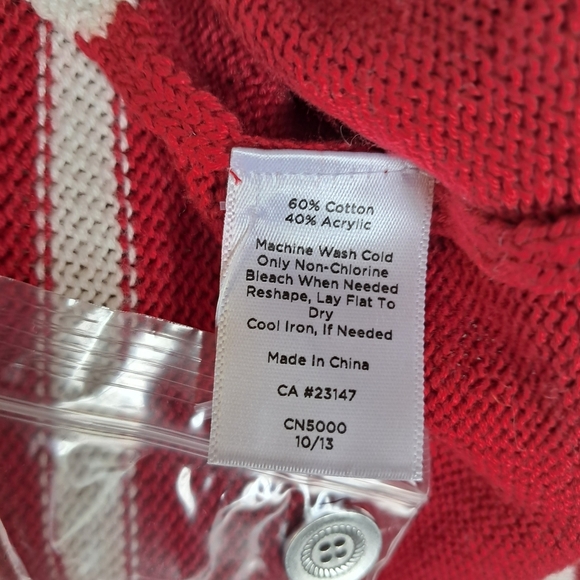 60% Cotton
40% Acrylic
Machine Wash Cold
Only Non-Chlorine
Bleach When Needed
Reshape, Lay Flat To
Dry
Cool Iron, If Needed
Made In China
CA #23147
CN5000
10/13